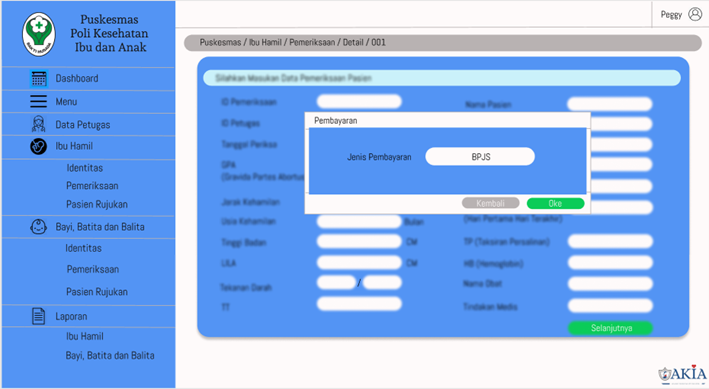 Puskesmas
Poli Kesehatan
Ibu dan Anak
BAKTI HUSADA
Dashboard
Menu
Data Petugas
Ibu Hamil
Identitas
Pemeriksaan
Pasien Rujukan
Bayi, Batita dan Balita
Identitas
Pemeriksaan
Pasien Rujukan
Laporan
Ibu Hamil
Bayi, Batita dan Balita
Peggy
Puskesmas / Ibu Hamil / Pemeriksaan / Detail / 001
Silahkan Masukan Data Pemeriksaan Pasien
ID Pemeriksaan
Nama Pasien
ID Petugas
Tanggal Periksa
GPA
(Gravida Partes Abortus
Jarak Kehamilan
Usia Kehamilan
Bulan
(Hari Pertama Hari Terakhir)
Tinggi Badan
CM
TP (Taksiran Persalinan)
LILA
CM
HB (Hemoglobin)
Tekanan Darah
/
Nama Obat
TT
Tindakan Medis
Pembayaran
Jenis Pembayaran
BPJS
Kembali
Oke
Selanjutnya
AKIA